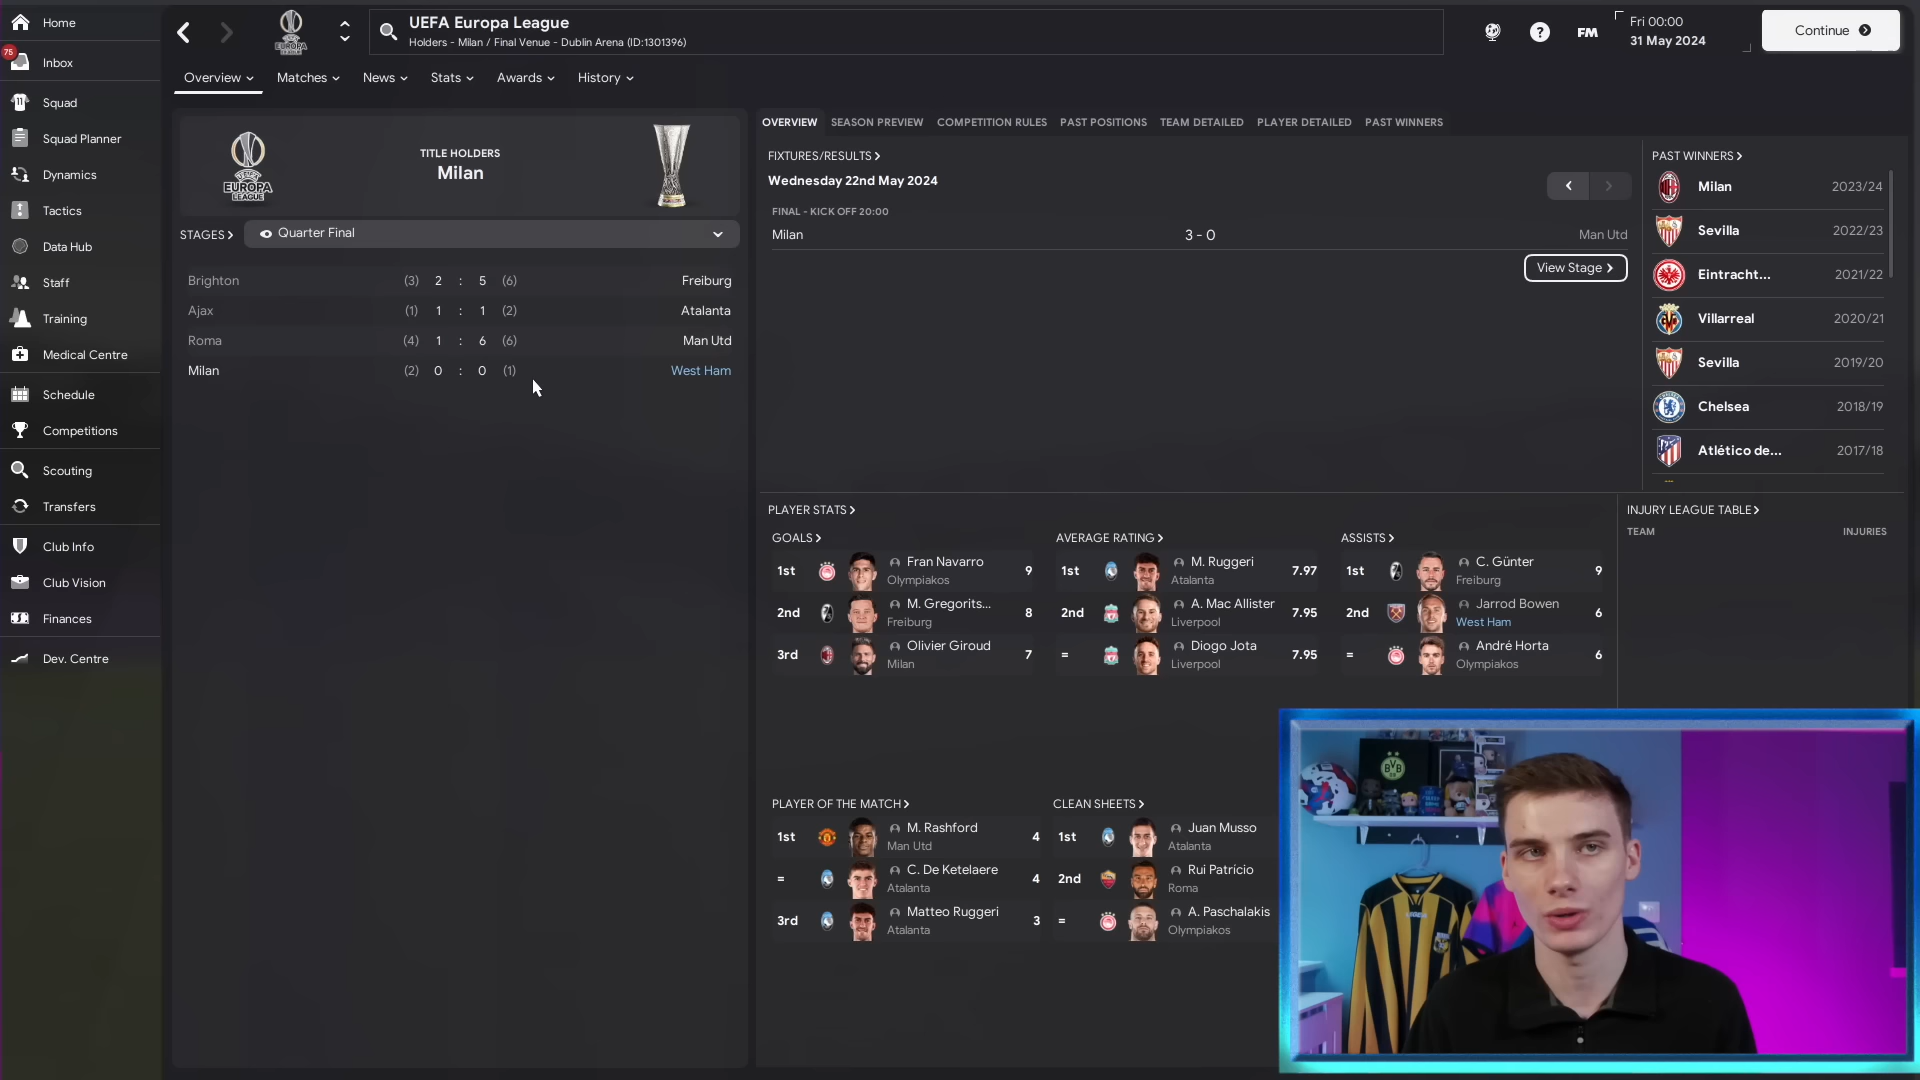 Home
75
Inbox
Squad
Squad Planner
Dynamics
Tactics
Data Hub
Staff
Training
Medical Centre
Schedule
Competitions
Scouting
Transfers
Club Info
Club Vision
Finances
Dev. Centre
UEFA Europa League
Holders - Milan / Final Venue - Dublin Arena (ID:1301396)
FM
Fri 00:00
31 May 2024
Continue
Overview Matches News Stats Awards History
EUROPA
LEAGUE
TITLE HOLDERS
Milan
STAGES
Quarter Final
Brighton (3) 2 : 5 (6) Freiburg
Ajax (1) 1 : 1 (2) Atalanta
Roma (4) 1 : 6 (6) Man Utd
Milan (2) 0 : 0 (1) West Ham
OVERVIEW SEASON PREVIEW COMPETITION RULES PAST POSITIONS TEAM DETAILED PLAYER DETAILED PAST WINNERS
FIXTURES/RESULTS
Wednesday 22nd May 2024
FINAL - KICK OFF 20:00
Milan 3 - 0 Man Utd
View Stage
PAST WINNERS
Milan 2023/24
Sevilla 2022/23
Eintracht... 2021/22
Villarreal 2020/21
Sevilla 2019/20
Chelsea 2018/19
Atlético de... 2017/18
PLAYER STATS
GOALS
1st Fran Navarro 9
Olympiakos
2nd M. Gregorits... 8
Freiburg
3rd Olivier Giroud 7
Milan
AVERAGE RATING
1st M. Ruggeri 7.97
Atalanta
2nd A. Mac Allister 7.95
Liverpool
= Diogo Jota 7.95
Liverpool
ASSISTS
1st C. Günter 9
Freiburg
2nd Jarrod Bowen 6
West Ham
= André Horta 6
Olympiakos
INJURY LEAGUE TABLE
TEAM INJURIES
PLAYER OF THE MATCH
1st M. Rashford 4
Man Utd
= C. De Ketelaere 4
Atalanta
3rd Matteo Ruggeri 3
Atalanta
CLEAN SHEETS
1st Juan Musso
Atalanta
2nd Rui Patrício
Roma
= A. Paschalakis
Olympiakos
BVB
09